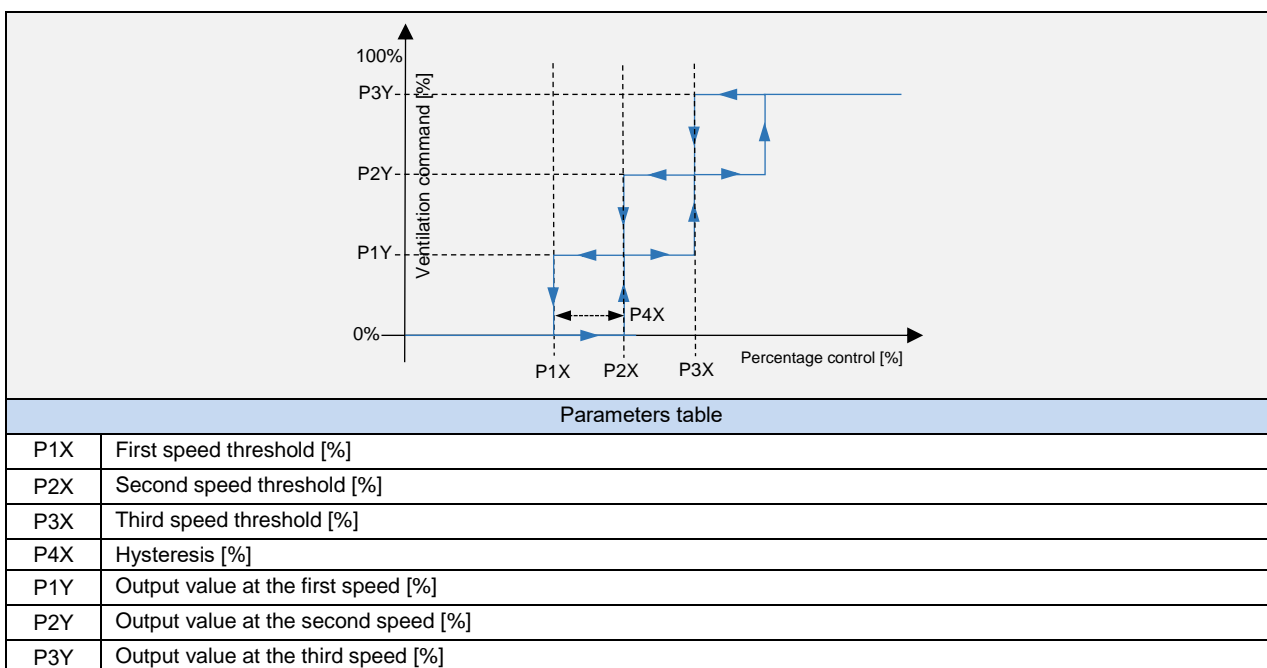 100%
P3Y
P2Y
P1Y
0%
Ventilation command [%]
P4X
P1X P2X P3X
Percentage control [%]
Parameters table
P1X First speed threshold [%]
P2X Second speed threshold [%]
P3X Third speed threshold [%]
P4X Hysteresis [%]
P1Y Output value at the first speed [%]
P2Y Output value at the second speed [%]
P3Y Output value at the third speed [%]